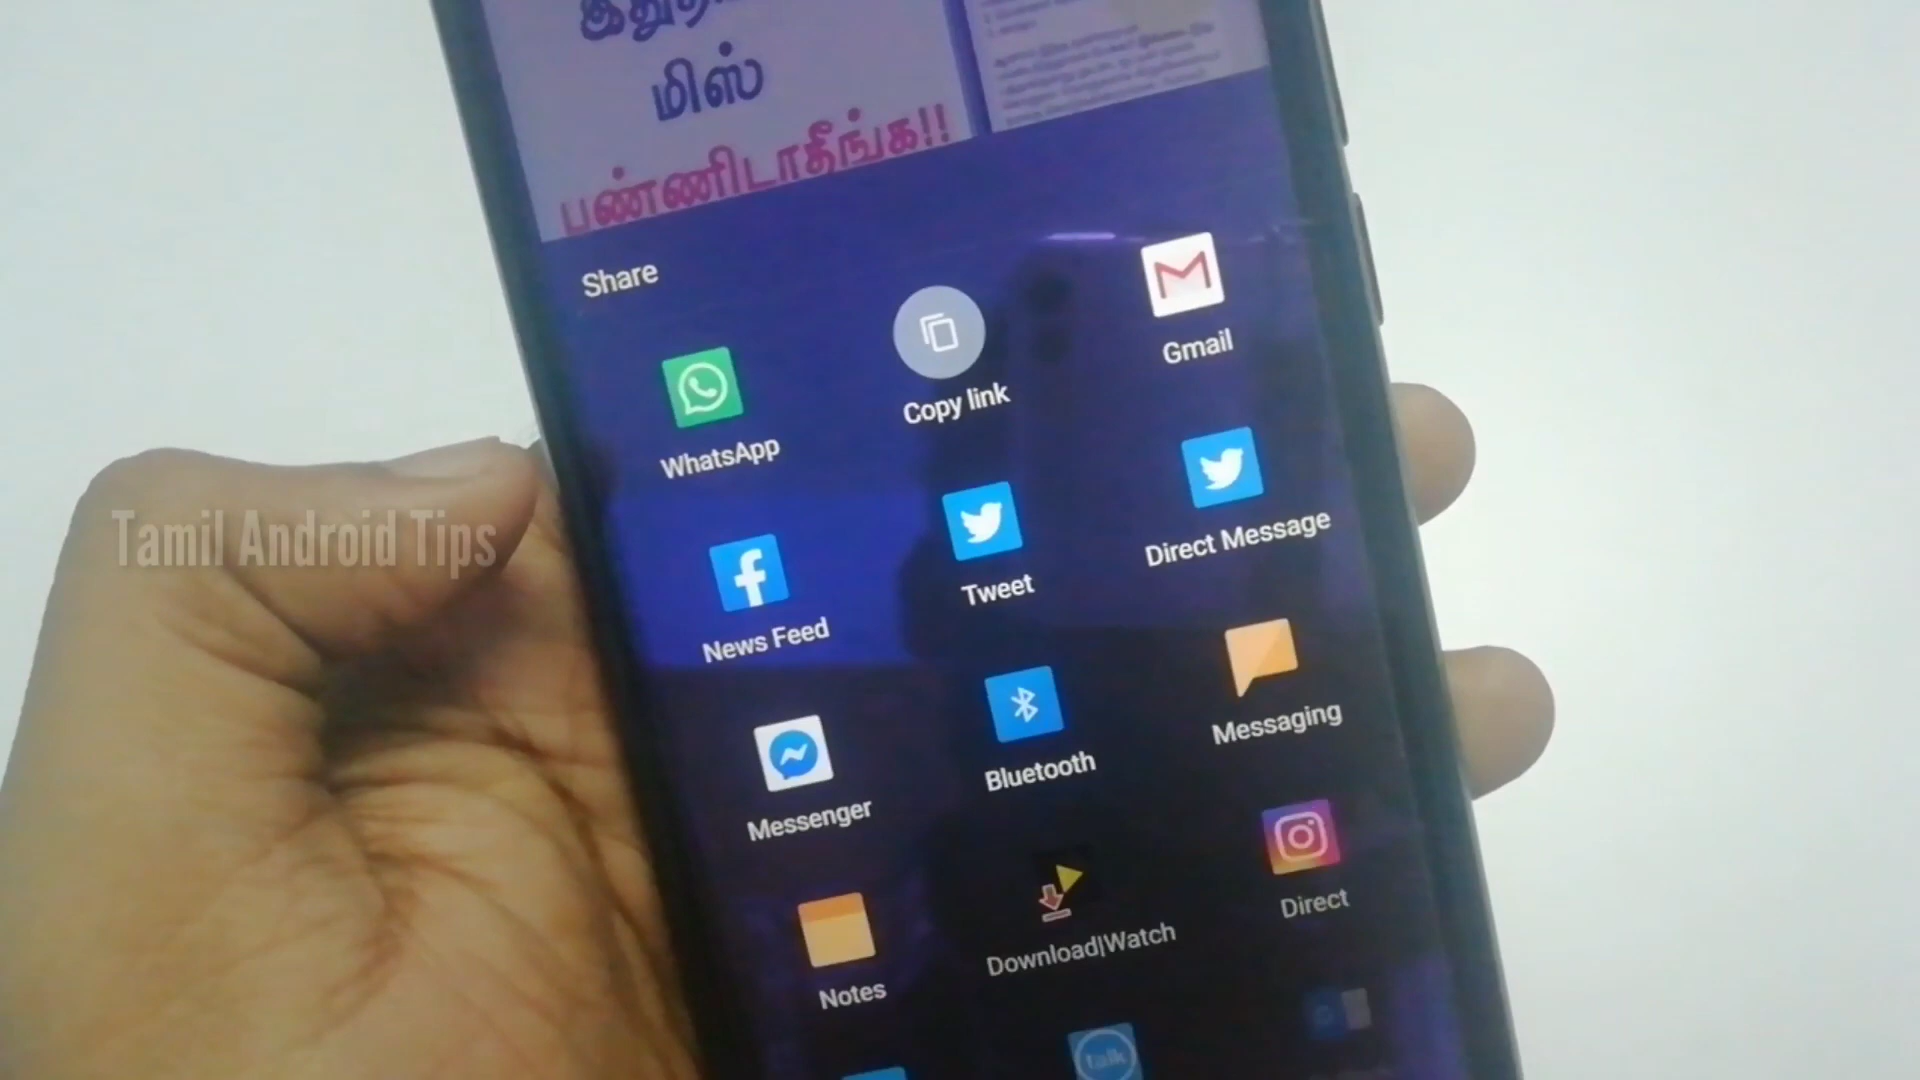 மிஸ்
பண்ணிடாதீங்க!!
Share
WhatsApp
Copy link
Gmail
News Feed
Tweet
Direct Message
Messenger
Bluetooth
Messaging
Notes
Download|Watch
Direct
talk
Tamil Android Tips